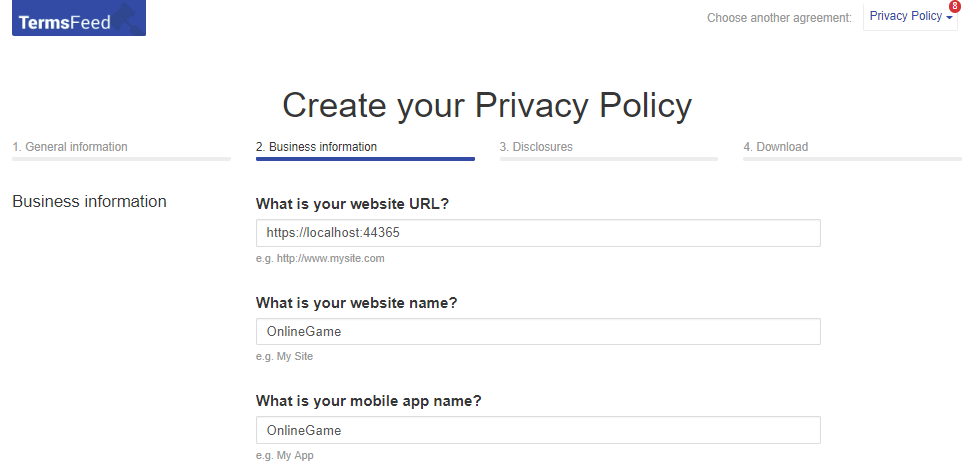 TermsFeed
Choose another agreement: Privacy Policy 8
Create your Privacy Policy
1. General information 2. Business information 3. Disclosures 4. Download
Business information
What is your website URL?
https://localhost:44365
e.g. http://www.mysite.com
What is your website name?
OnlineGame
e.g. My Site
What is your mobile app name?
OnlineGame
e.g. My App